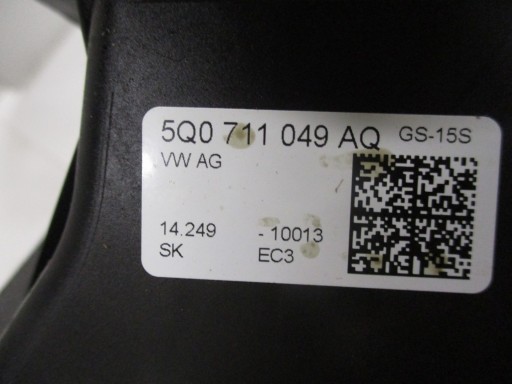 5Q0 711 049 AQ GS-15S
VW AG
14.249 - 10013
SK EC3